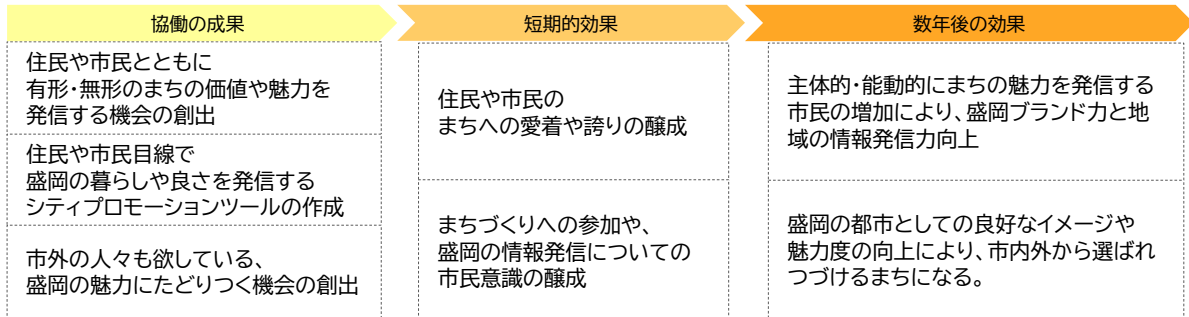 協働の成果
短期的効果
数年後の効果
住民や市民とともに
有形・無形のまちの価値や魅力を
発信する機会の創出
住民や市民目線で
盛岡の暮らしや良さを発信する
シティプロモーションツールの作成
市外の人々も欲している、
盛岡の魅力にたどりつく機会の創出
住民や市民の
まちへの愛着や誇りの醸成
まちづくりへの参加や、
盛岡の情報発信についての
市民意識の醸成
主体的・能動的にまちの魅力を発信する
市民の増加により、盛岡ブランド力と地
域の情報発信力向上
盛岡の都市としての良好なイメージや
魅力度の向上により、市内外から選ばれ
つづけるまちになる。